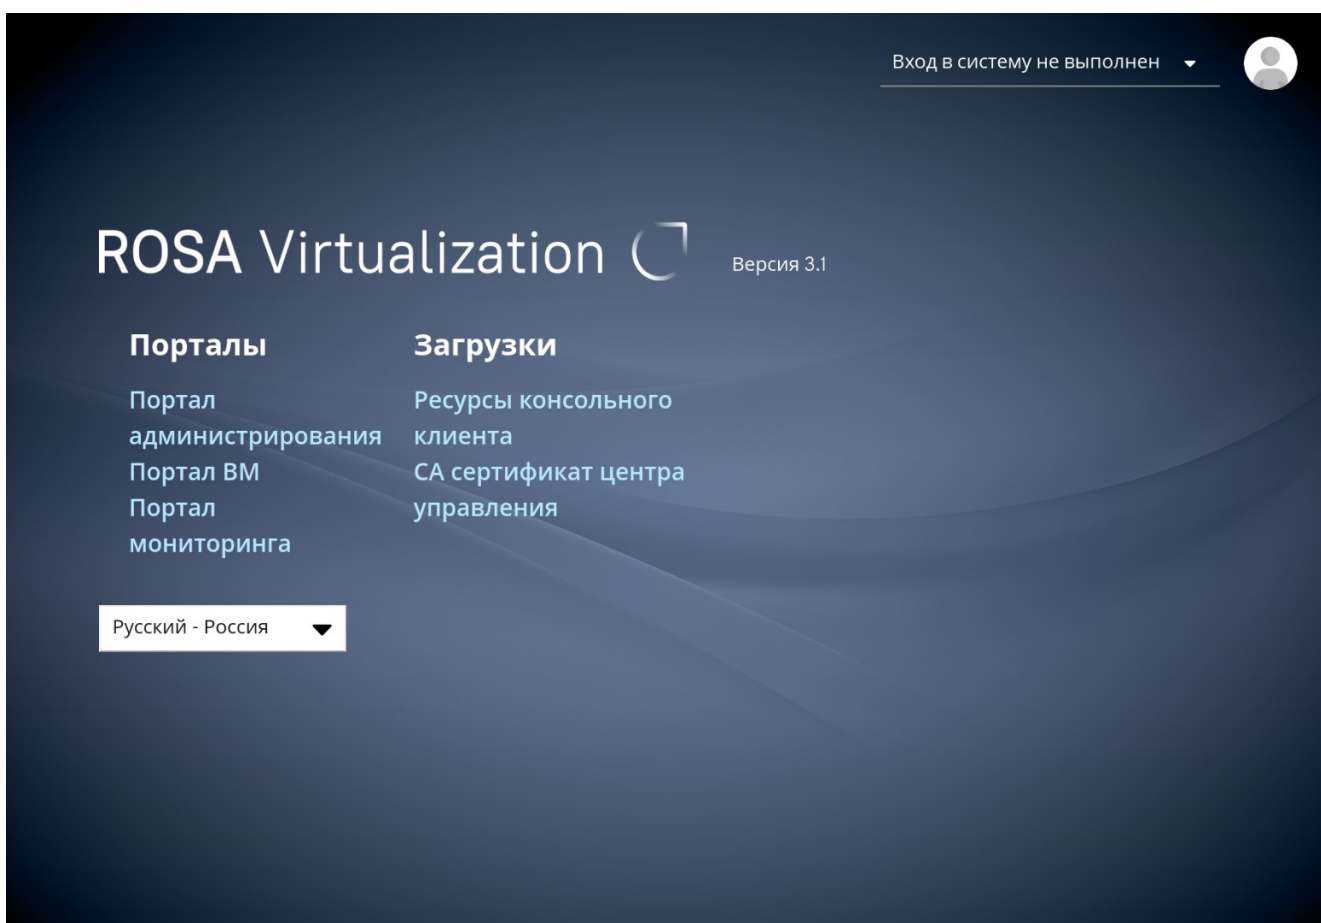 Вход в систему не выполнен
ROSA Virtualization
Версия 3.1
Порталы
Портал
администрирования
Портал ВМ
Портал
мониторинга
Загрузки
Ресурсы консольного
клиента
CA сертификат центра
управления
Русский - Россия